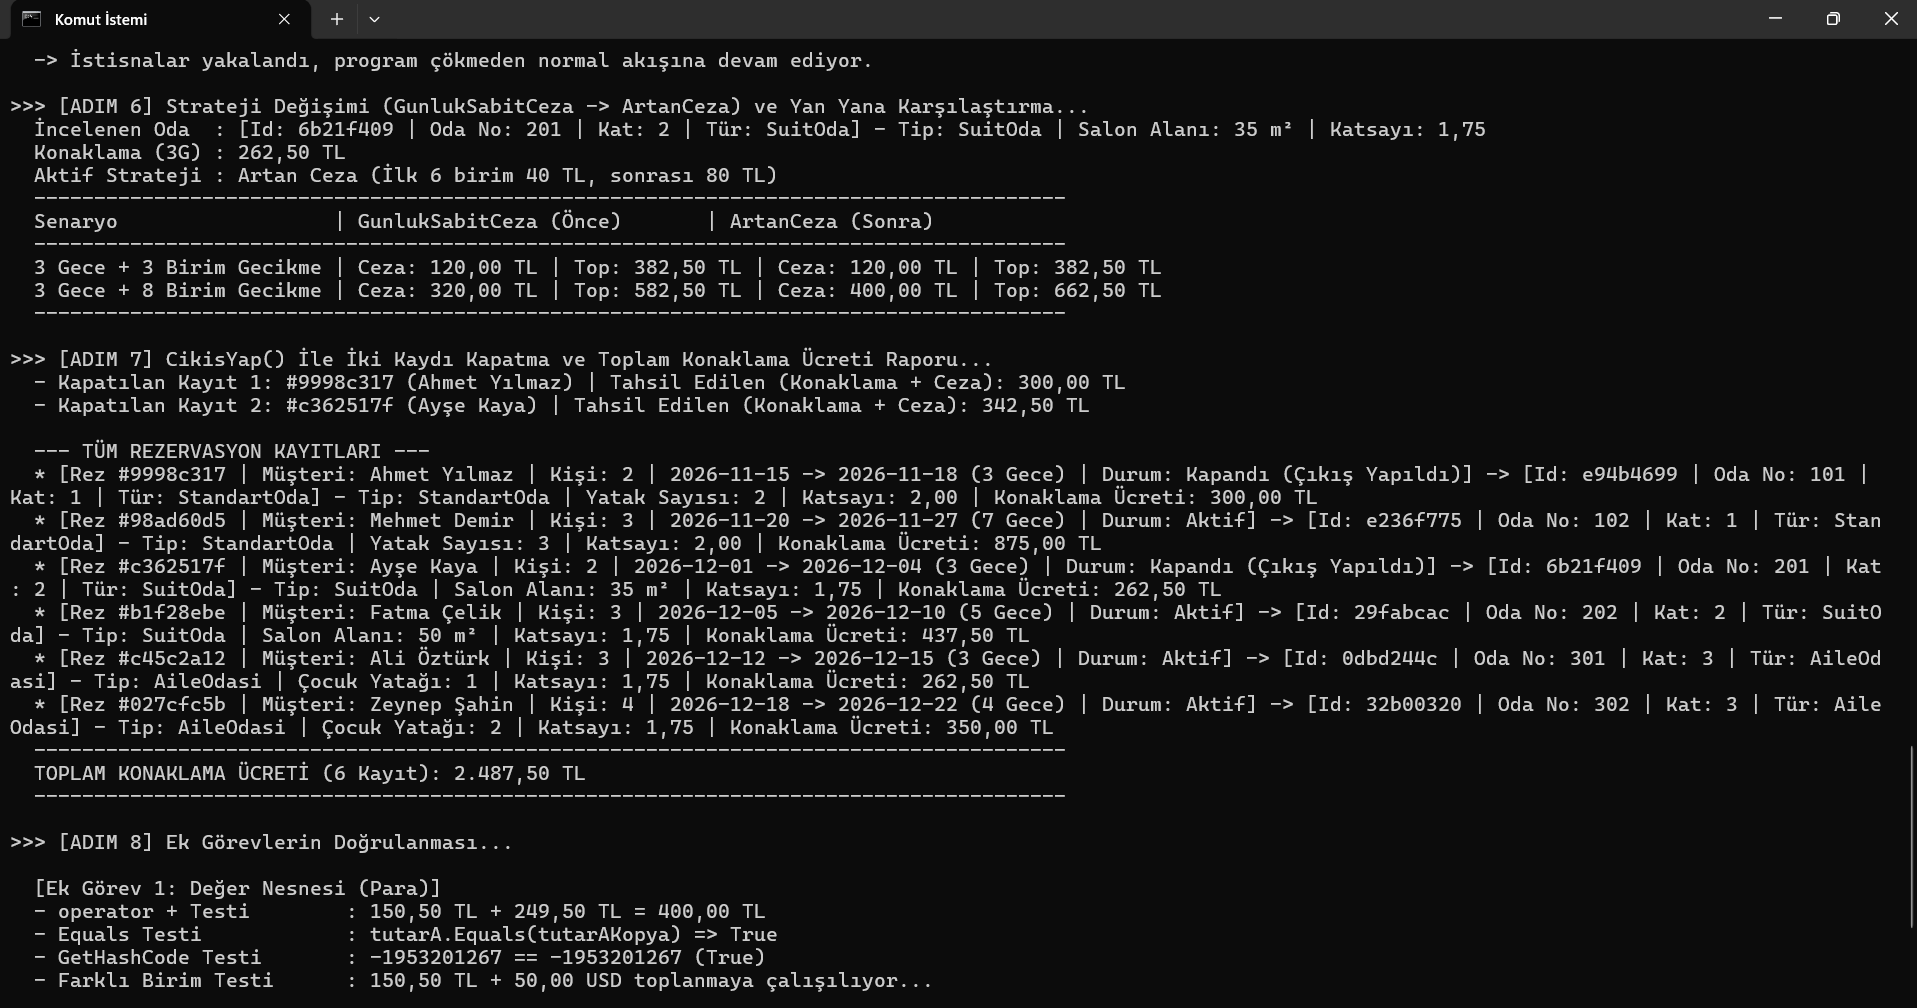 Komut İstemi
-> İstisnalar yakalandı, program çökmeden normal akışına devam ediyor.
>>> [ADIM 6] Strateji Değişimi (GunlukSabitCeza -> ArtanCeza) ve Yan Yana Karşılaştırma...
İncelenen Oda  : [Id: 6b21f409 | Oda No: 201 | Kat: 2 | Tür: SuitOda] - Tip: SuitOda | Salon Alanı: 35 m² | Katsayı: 1,75
Konaklama (3G) : 262,50 TL
Aktif Strateji : Artan Ceza (İlk 6 birim 40 TL, sonrası 80 TL)
--------------------------------------------------------------------------------------
Senaryo                  | GunlukSabitCeza (Önce)       | ArtanCeza (Sonra)
--------------------------------------------------------------------------------------
3 Gece + 3 Birim Gecikme | Ceza: 120,00 TL | Top: 382,50 TL | Ceza: 120,00 TL | Top: 382,50 TL
3 Gece + 8 Birim Gecikme | Ceza: 320,00 TL | Top: 582,50 TL | Ceza: 400,00 TL | Top: 662,50 TL
--------------------------------------------------------------------------------------
>>> [ADIM 7] CikisYap() İle İki Kaydı Kapatma ve Toplam Konaklama Ücreti Raporu...
- Kapatılan Kayıt 1: #9998c317 (Ahmet Yılmaz) | Tahsil Edilen (Konaklama + Ceza): 300,00 TL
- Kapatılan Kayıt 2: #c362517f (Ayşe Kaya) | Tahsil Edilen (Konaklama + Ceza): 342,50 TL
--- TÜM REZERVASYON KAYITLARI ---
* [Rez #9998c317 | Müşteri: Ahmet Yılmaz | Kişi: 2 | 2026-11-15 -> 2026-11-18 (3 Gece) | Durum: Kapandı (Çıkış Yapıldı)] -> [Id: e94b4699 | Oda No: 101 |
Kat: 1 | Tür: StandartOda] - Tip: StandartOda | Yatak Sayısı: 2 | Katsayı: 2,00 | Konaklama Ücreti: 300,00 TL
* [Rez #98ad60d5 | Müşteri: Mehmet Demir | Kişi: 3 | 2026-11-20 -> 2026-11-27 (7 Gece) | Durum: Aktif] -> [Id: e236f775 | Oda No: 102 | Kat: 1 | Tür: Stan
dartOda] - Tip: StandartOda | Yatak Sayısı: 3 | Katsayı: 2,00 | Konaklama Ücreti: 875,00 TL
* [Rez #c362517f | Müşteri: Ayşe Kaya | Kişi: 2 | 2026-12-01 -> 2026-12-04 (3 Gece) | Durum: Kapandı (Çıkış Yapıldı)] -> [Id: 6b21f409 | Oda No: 201 | Kat
: 2 | Tür: SuitOda] - Tip: SuitOda | Salon Alanı: 35 m² | Katsayı: 1,75 | Konaklama Ücreti: 262,50 TL
* [Rez #b1f28ebe | Müşteri: Fatma Çelik | Kişi: 3 | 2026-12-05 -> 2026-12-10 (5 Gece) | Durum: Aktif] -> [Id: 29fabcac | Oda No: 202 | Kat: 2 | Tür: SuitO
da] - Tip: SuitOda | Salon Alanı: 50 m² | Katsayı: 1,75 | Konaklama Ücreti: 437,50 TL
* [Rez #c45c2a12 | Müşteri: Ali Öztürk | Kişi: 3 | 2026-12-12 -> 2026-12-15 (3 Gece) | Durum: Aktif] -> [Id: 0dbd244c | Oda No: 301 | Kat: 3 | Tür: AileOd
asi] - Tip: AileOdasi | Çocuk Yatağı: 1 | Katsayı: 1,75 | Konaklama Ücreti: 262,50 TL
* [Rez #027cfc5b | Müşteri: Zeynep Şahin | Kişi: 4 | 2026-12-18 -> 2026-12-22 (4 Gece) | Durum: Aktif] -> [Id: 32b00320 | Oda No: 302 | Kat: 3 | Tür: Aile
Odasi] - Tip: AileOdasi | Çocuk Yatağı: 2 | Katsayı: 1,75 | Konaklama Ücreti: 350,00 TL
--------------------------------------------------------------------------------------
TOPLAM KONAKLAMA ÜCRETİ (6 Kayıt): 2.487,50 TL
--------------------------------------------------------------------------------------
>>> [ADIM 8] Ek Görevlerin Doğrulanması...
[Ek Görev 1: Değer Nesnesi (Para)]
- operator + Testi        : 150,50 TL + 249,50 TL = 400,00 TL
- Equals Testi            : tutarA.Equals(tutarAKopya) => True
- GetHashCode Testi       : -1953201267 == -1953201267 (True)
- Farklı Birim Testi      : 150,50 TL + 50,00 USD toplanmaya çalışılıyor...